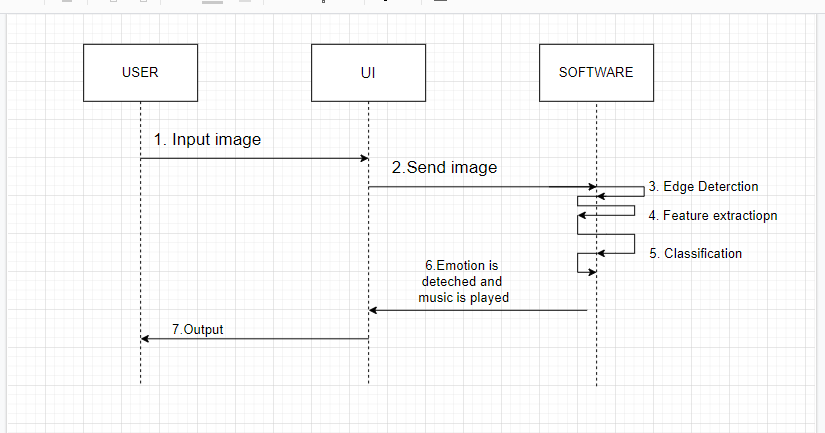 USER
UI
SOFTWARE
1. Input image
2.Send image
3. Edge Deterction
4. Feature extractiopn
5. Classification
6.Emotion is
deteched and
music is played
7.Output